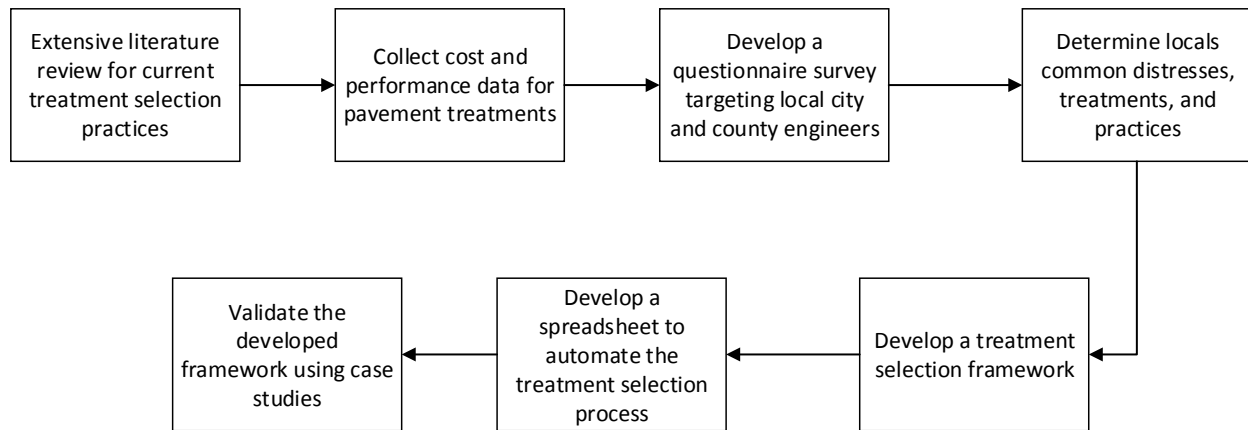 Extensive literature
review for current
treatment selection
practices
Collect cost and
performance data for
pavement treatments
Develop a
questionnaire survey
targeting local city
and county engineers
Determine locals
common distresses,
treatments, and
practices
Develop a treatment
selection framework
Develop a
spreadsheet to
automate the
treatment selection
process
Validate the
developed
framework using case
studies